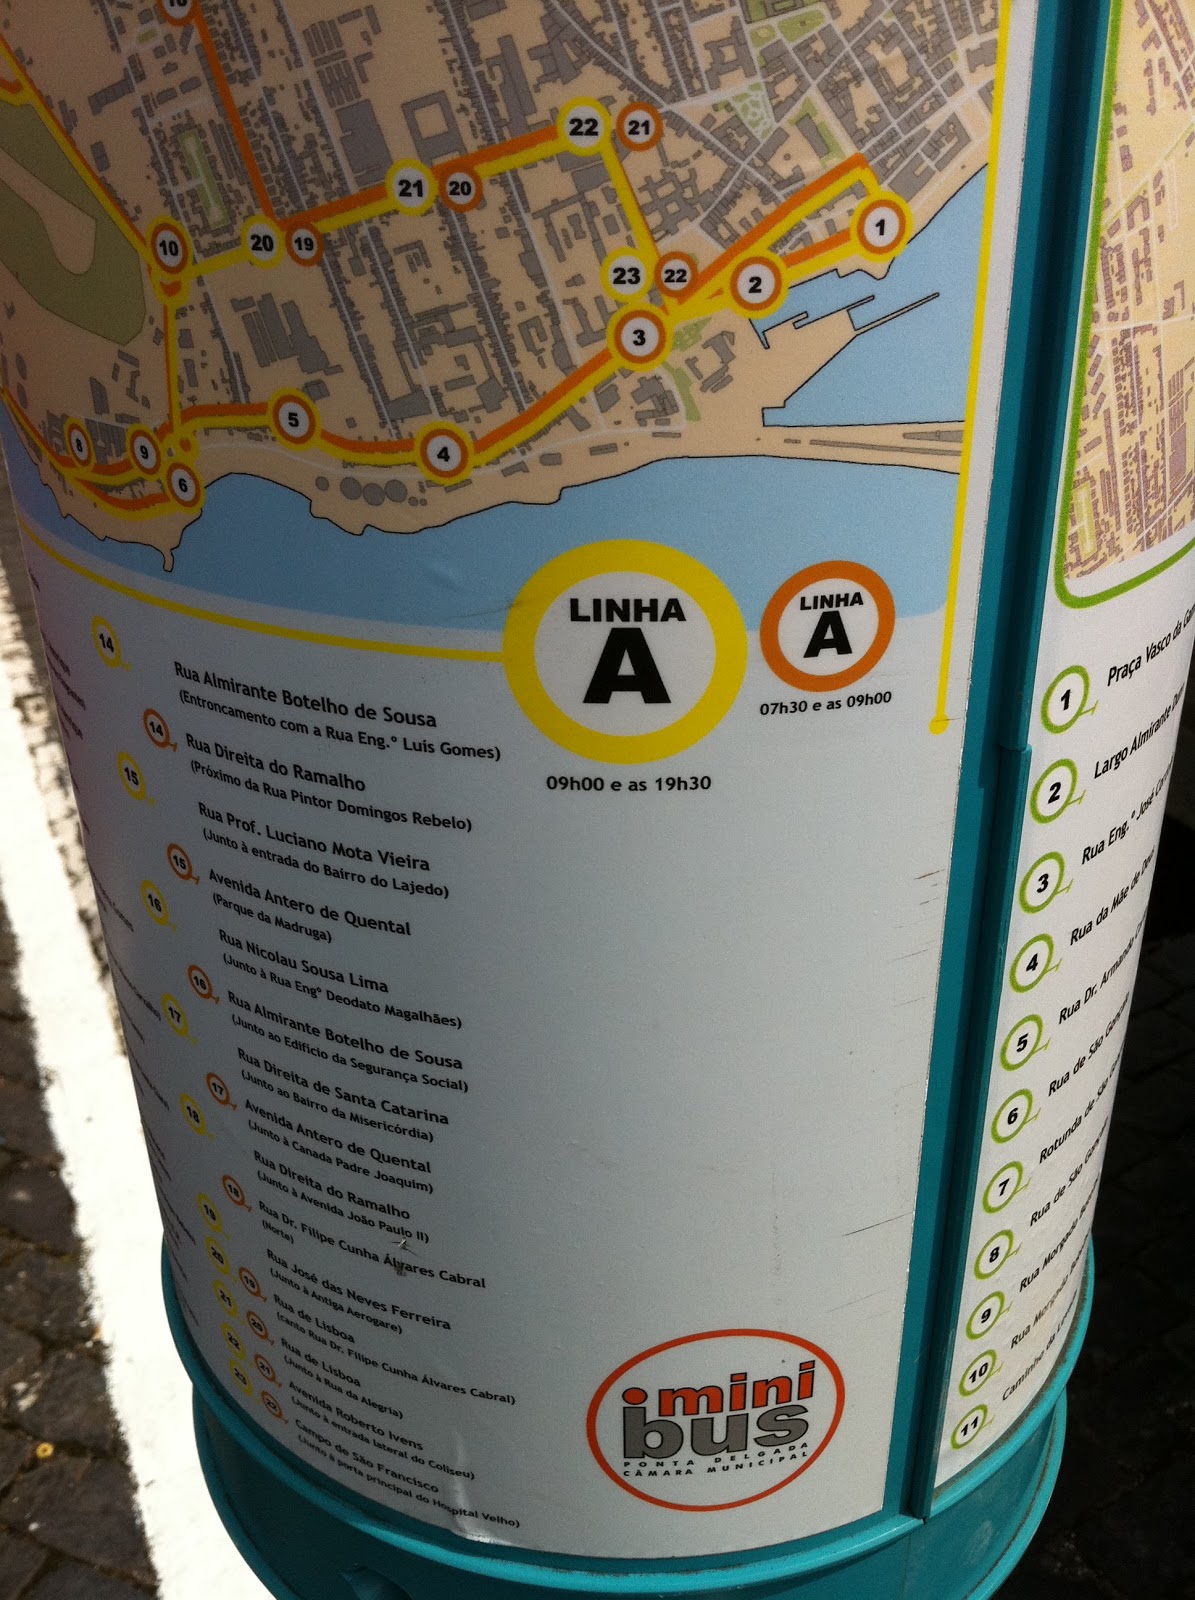 18
22
21
21
20
20
19
10
1
23
22
2
3
5
4
8
9
6
LINHA
A
09h00 e as 19h30
LINHA
A
07h30 e as 09h00
14
Rua Almirante Botelho de Sousa
(Entroncamento com a Rua Eng.º Luís Gomes)
14
Rua Direita do Ramalho
(Próximo da Rua Pintor Domingos Rebelo)
15
Rua Prof. Luciano Mota Vieira
(Junto à entrada do Bairro do Lajedo)
15
Avenida Antero de Quental
(Parque da Madruga)
16
Rua Nicolau Sousa Lima
(Junto à Rua Engº Deodato Magalhães)
16
Rua Almirante Botelho de Sousa
(Junto ao Edifício da Segurança Social)
17
Rua Direita de Santa Catarina
(Junto ao Bairro da Misericórdia)
17
Avenida Antero de Quental
(Junto à Canada Padre Joaquim)
18
Rua Direita do Ramalho
(Junto à Avenida João Paulo II)
18
Rua Dr. Filipe Cunha Álvares Cabral
(Norte)
19
Rua José das Neves Ferreira
(Junto à Antiga Aerogare)
20
19
Rua de Lisboa
(canto Rua Dr. Filipe Cunha Álvares Cabral)
21
20
Rua de Lisboa
(Junto à Rua da Alegria)
22
21
Avenida Roberto Ivens
(Junto à entrada lateral do Coliseu)
23
22
Campo de São Francisco
(Junto à porta principal do Hospital Velho)
mini
bus
PONTA DELGADA
CÂMARA MUNICIPAL
1 Praça Vasco da
2 Largo Almirante
3 Rua Eng.º José
4 Rua da Mãe de Deus
5 Rua Dr. Armando
6 Rua de São
7 Rotunda de São
8 Rua de São
9 Rua Morgado
10 Rua Morgado
11 Caminho da